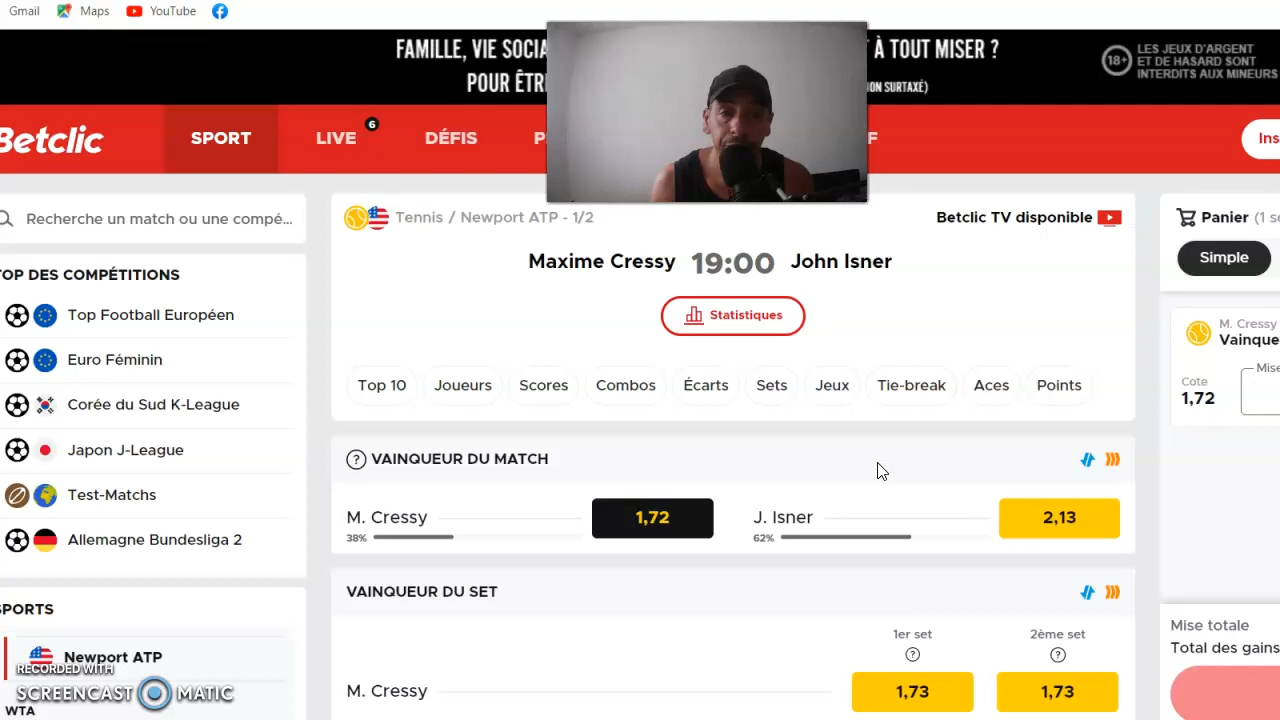 Gmail
Maps
YouTube
FAMILLE, VIE SOCIA
À TOUT MISER ?
POUR ÊTR
ON SURTAXÉ)
18+
LES JEUX D'ARGENT
ET DE HASARD SONT
INTERDITS AUX MINEURS
Betclic
SPORT
LIVE
6
DÉFIS
P
F
Ins
Recherche un match ou une compé...
Tennis / Newport ATP - 1/2
Betclic TV disponible
Maxime Cressy 19:00 John Isner
Statistiques
Top 10
Joueurs
Scores
Combos
Écarts
Sets
Jeux
Tie-break
Aces
Points
Panier (1 sé
Simple
M. Cressy
Vainque
Cote
1,72
Mise
TOP DES COMPÉTITIONS
Top Football Européen
Euro Féminin
Corée du Sud K-League
Japon J-League
Test-Matchs
Allemagne Bundesliga 2
VAINQUEUR DU MATCH
M. Cressy
38%
1,72
J. Isner
62%
2,13
VAINQUEUR DU SET
1er set
2ème set
M. Cressy
1,73
1,73
SPORTS
Newport ATP
RECORDED WITH
SCREENCAST MATIC
WTA
Mise totale
Total des gains